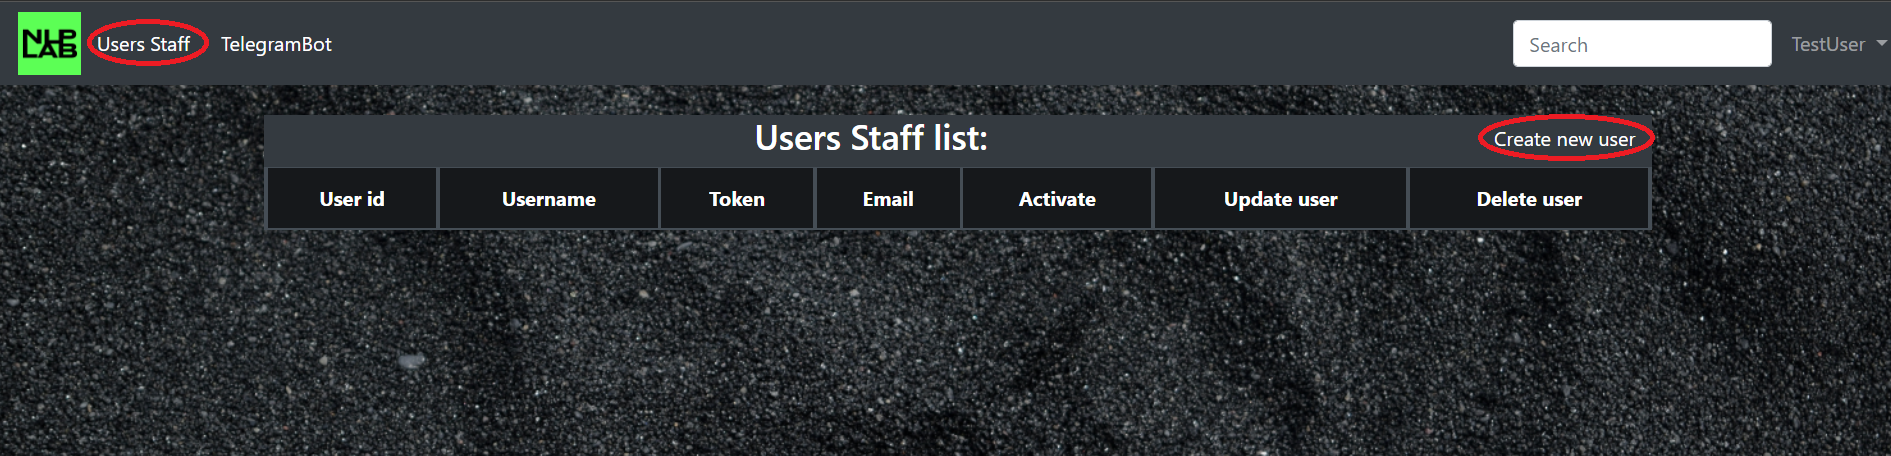 NLP
LAB
Users Staff TelegramBot Search TestUser
Users Staff list: Create new user
User id Username Token Email Activate Update user Delete user